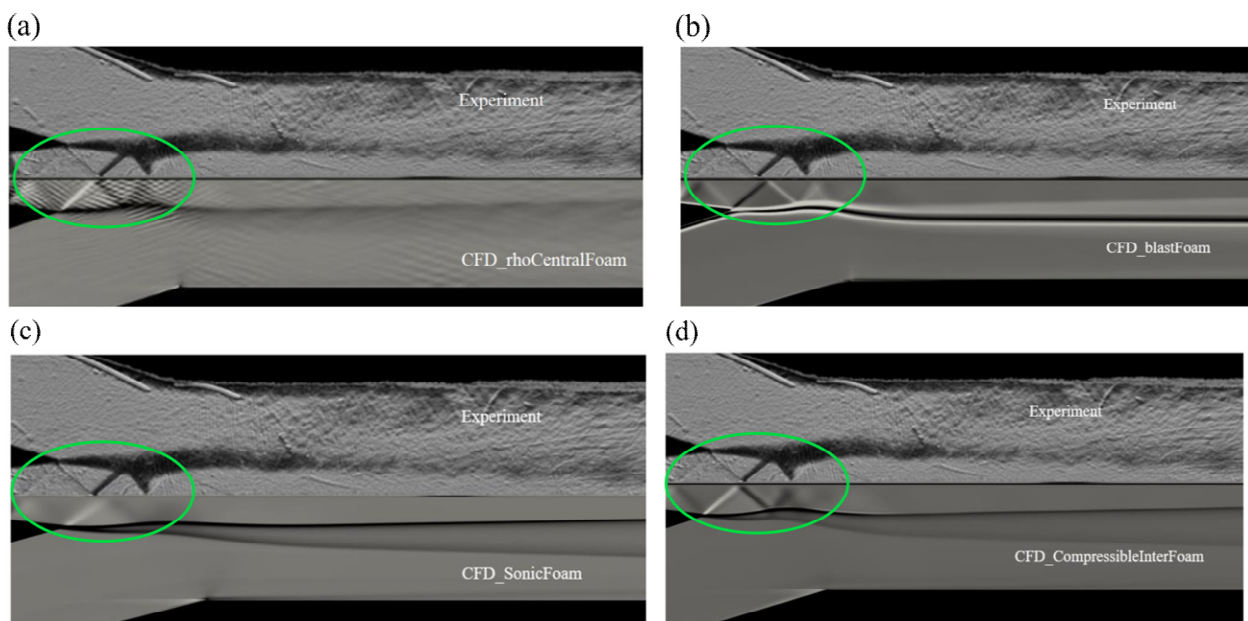 (a)
Experiment
CFD_rhoCentralFoam
(b)
Experiment
CFD_blastFoam
(c)
Experiment
CFD_SonicFoam
(d)
Experiment
CFD_CompressibleInterFoam